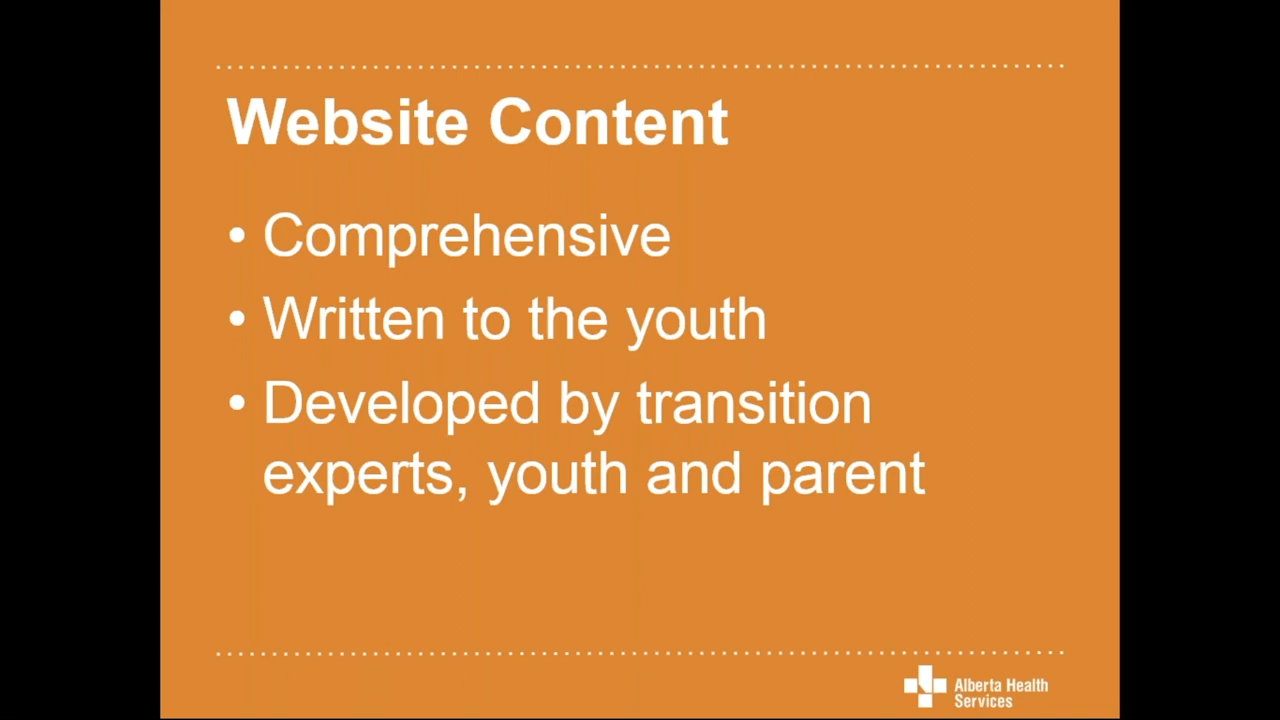 Website Content
• Comprehensive
• Written to the youth
• Developed by transition
experts, youth and parent
Alberta Health
Services